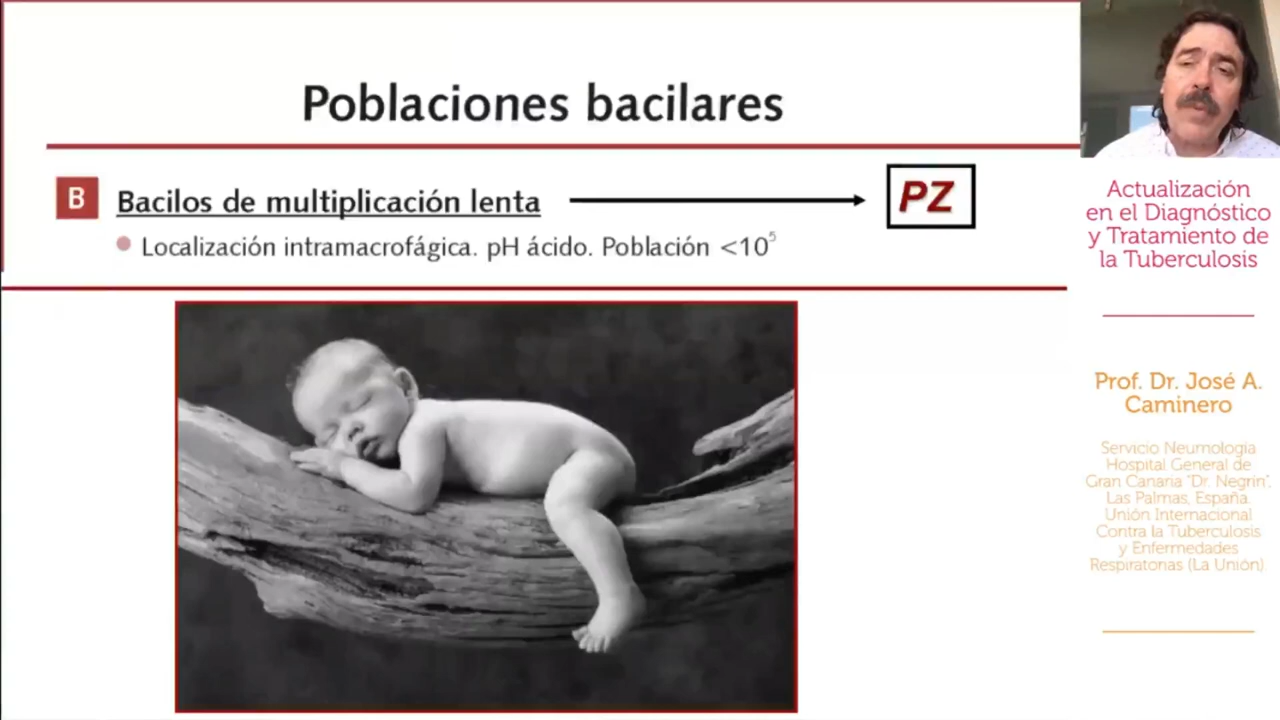 Poblaciones bacilares
B Bacilos de multiplicación lenta PZ
Localización intramacrofágica. pH ácido. Población <10⁵
Actualización
en el Diagnóstico
y Tratamiento de
la Tuberculosis
Prof. Dr. José A.
Caminero
Servicio Neumología
Hospital General de
Gran Canaria "Dr. Negrin".
Las Palmas, España.
Unión Internacional
Contra la Tuberculosis
y Enfermedades
Respiratorias (La Unión)